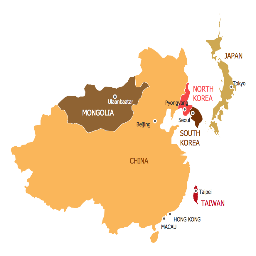 JAPAN
Tokyo
NORTH
KOREA
Ulaanbaatar
Pyongyang
MONGOLIA
Seoul
Beijing
SOUTH
KOREA
CHINA
Taipei
TAIWAN
HONG KONG
MACAU